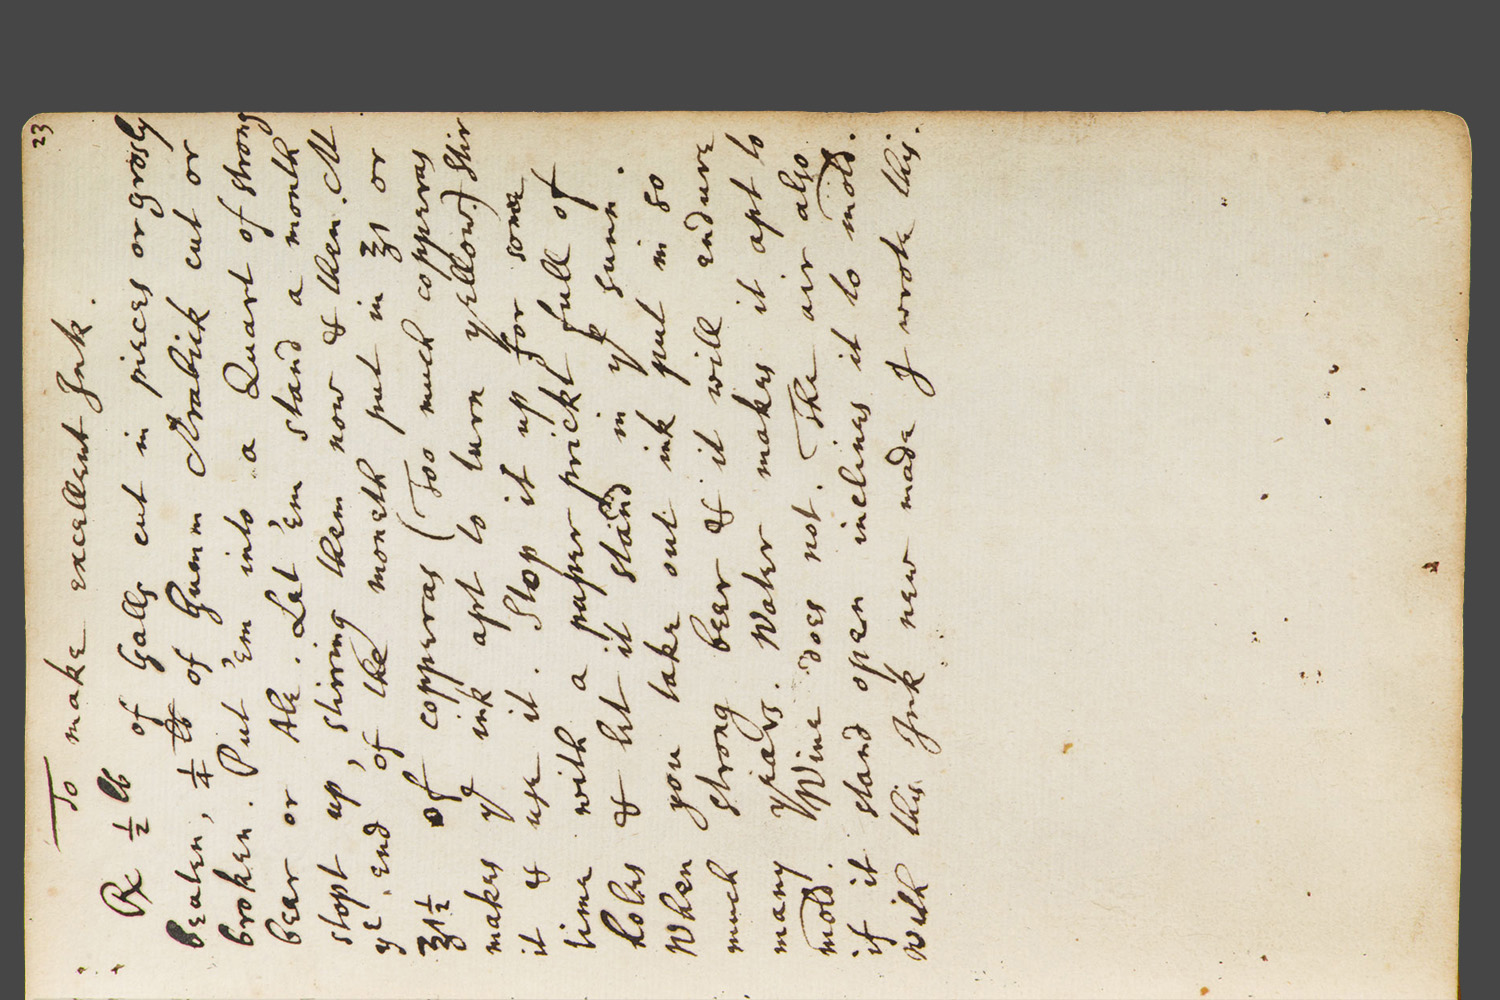 23
To make excellent Ink.
℞ ½ lb of Galls cut in pieces or grosly
beaten, ¼ lb of Gumm Arabick cut or
broken. Put 'em into a Quart of strong
bear or Ale. Let 'em stand a month
stopt up, stirring them now & then. At
yᵉ end of the moneth put in ℥1 or
℥1½ of copperas (Too much copperas
makes yᵉ ink apt to turn yellow.) Stir
it & use it. Stop it up for some
time with a paper prickt full of
holes & let it stand in yᵉ sunn.
When you take out ink put in so
much strong beer & it will endure
many years. Water makes it apt to
mold. Wine does not. The air also
if it stand open inclines it to mold.
With this Ink new made I wrote this.